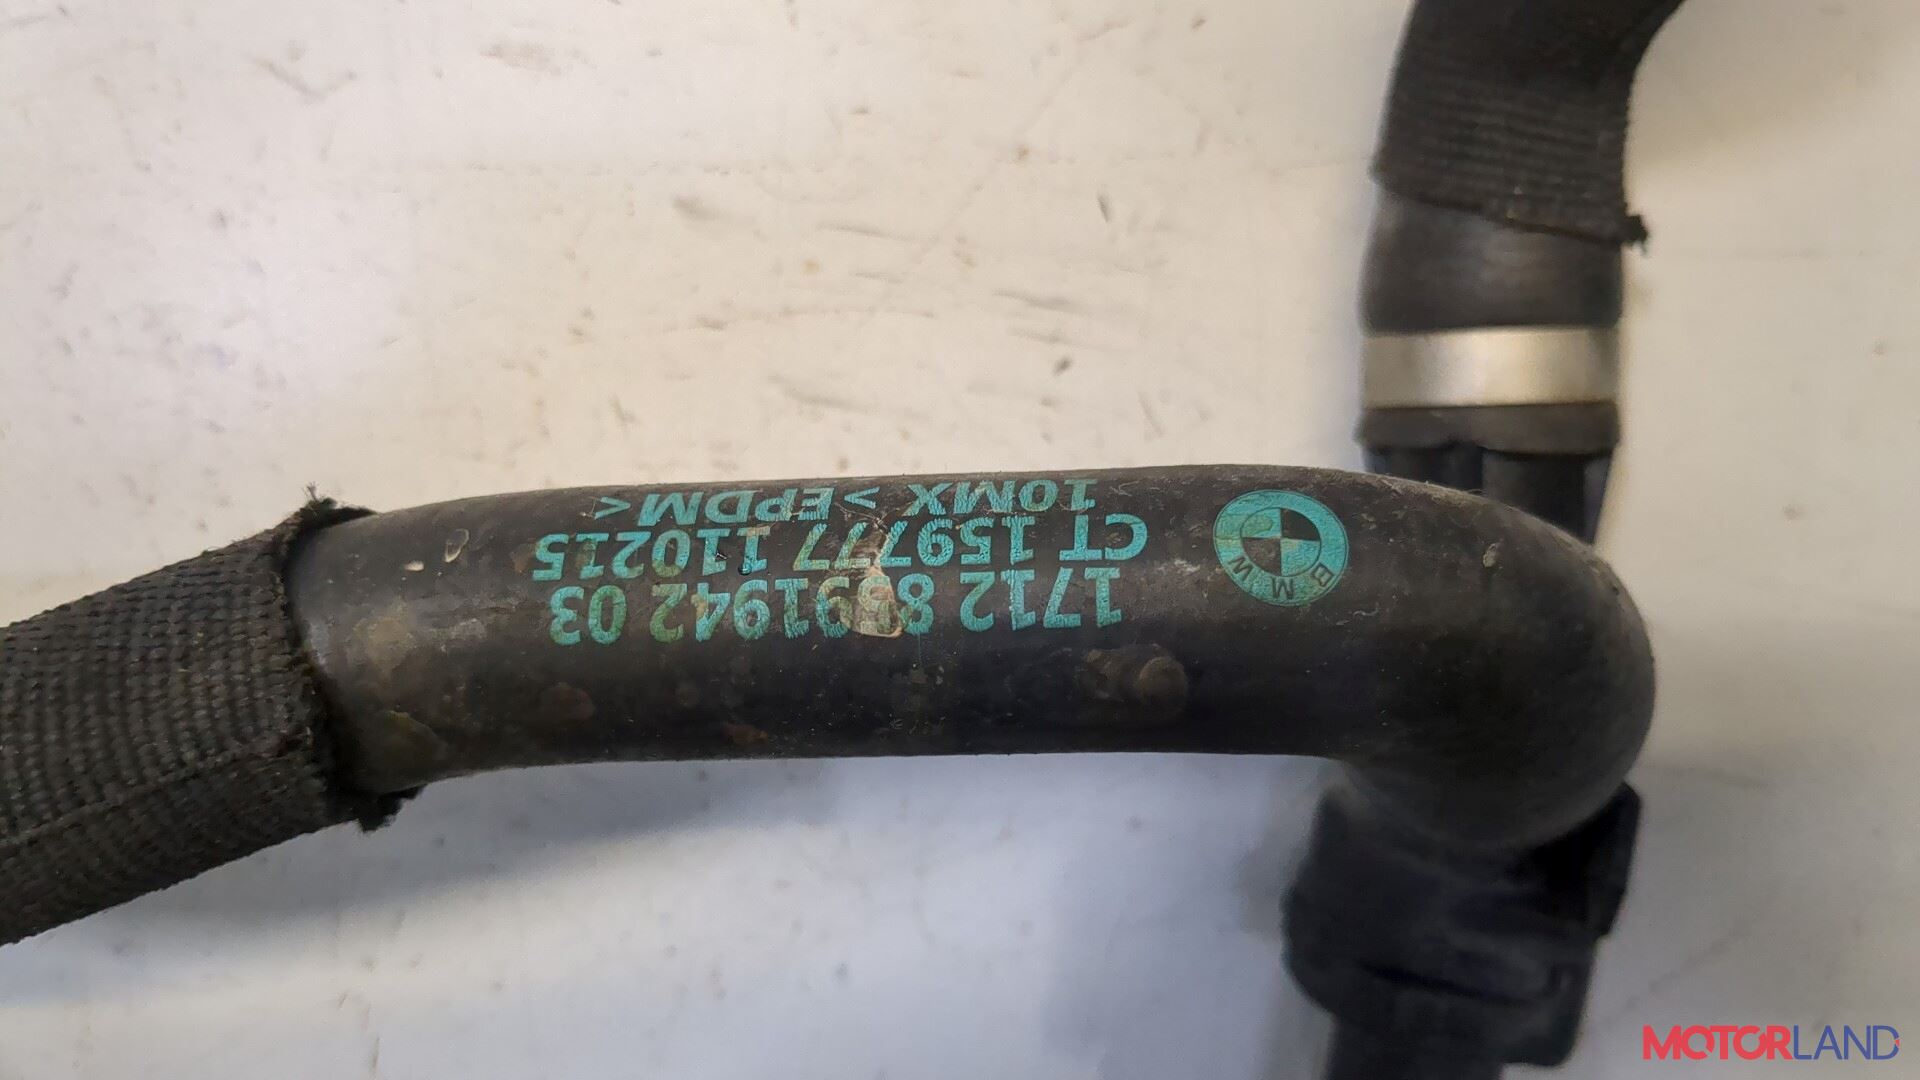 BMW
1712 8591942 03
CT 159777 110215
10MX >EPDM<
MOTORLAND